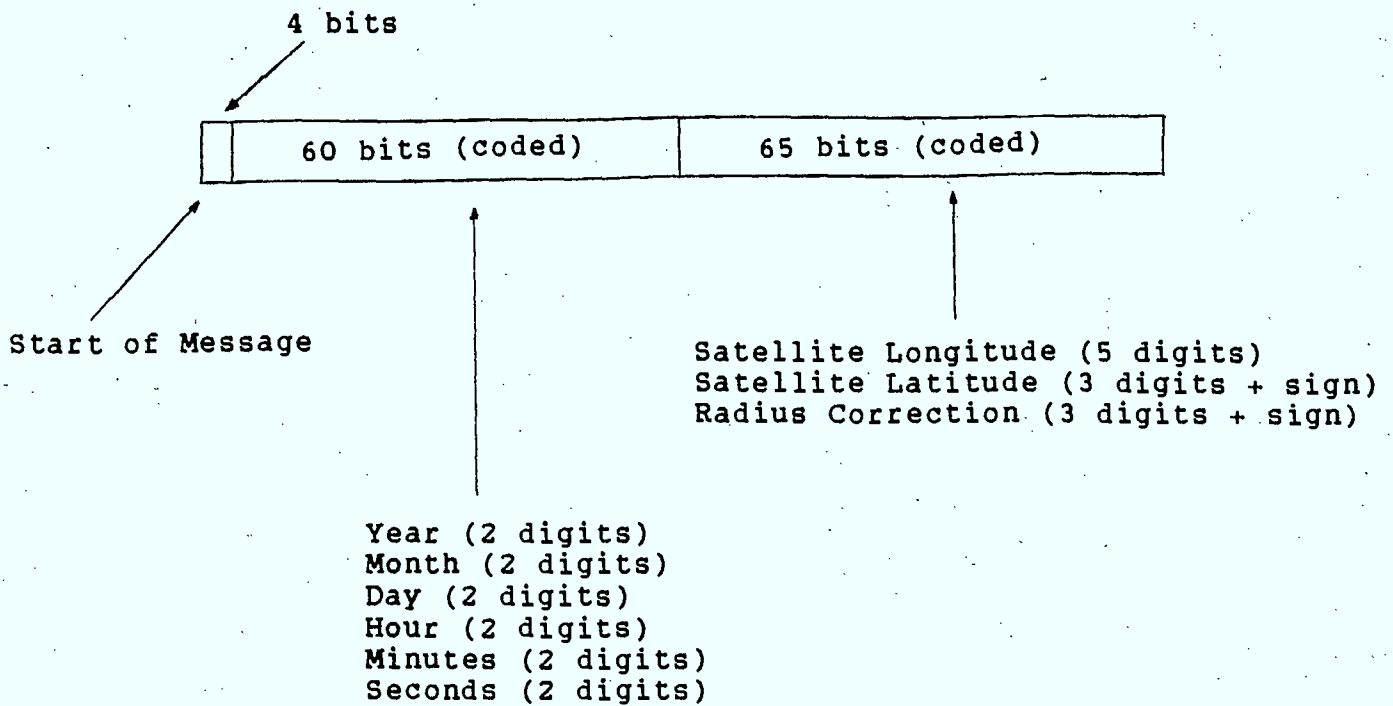 4 bits
60 bits (coded)
65 bits (coded)
Start of Message
Satellite Longitude (5 digits)
Satellite Latitude (3 digits + sign)
Radius Correction (3 digits + sign)
Year (2 digits)
Month (2 digits)
Day (2 digits)
Hour (2 digits)
Minutes (2 digits)
Seconds (2 digits)